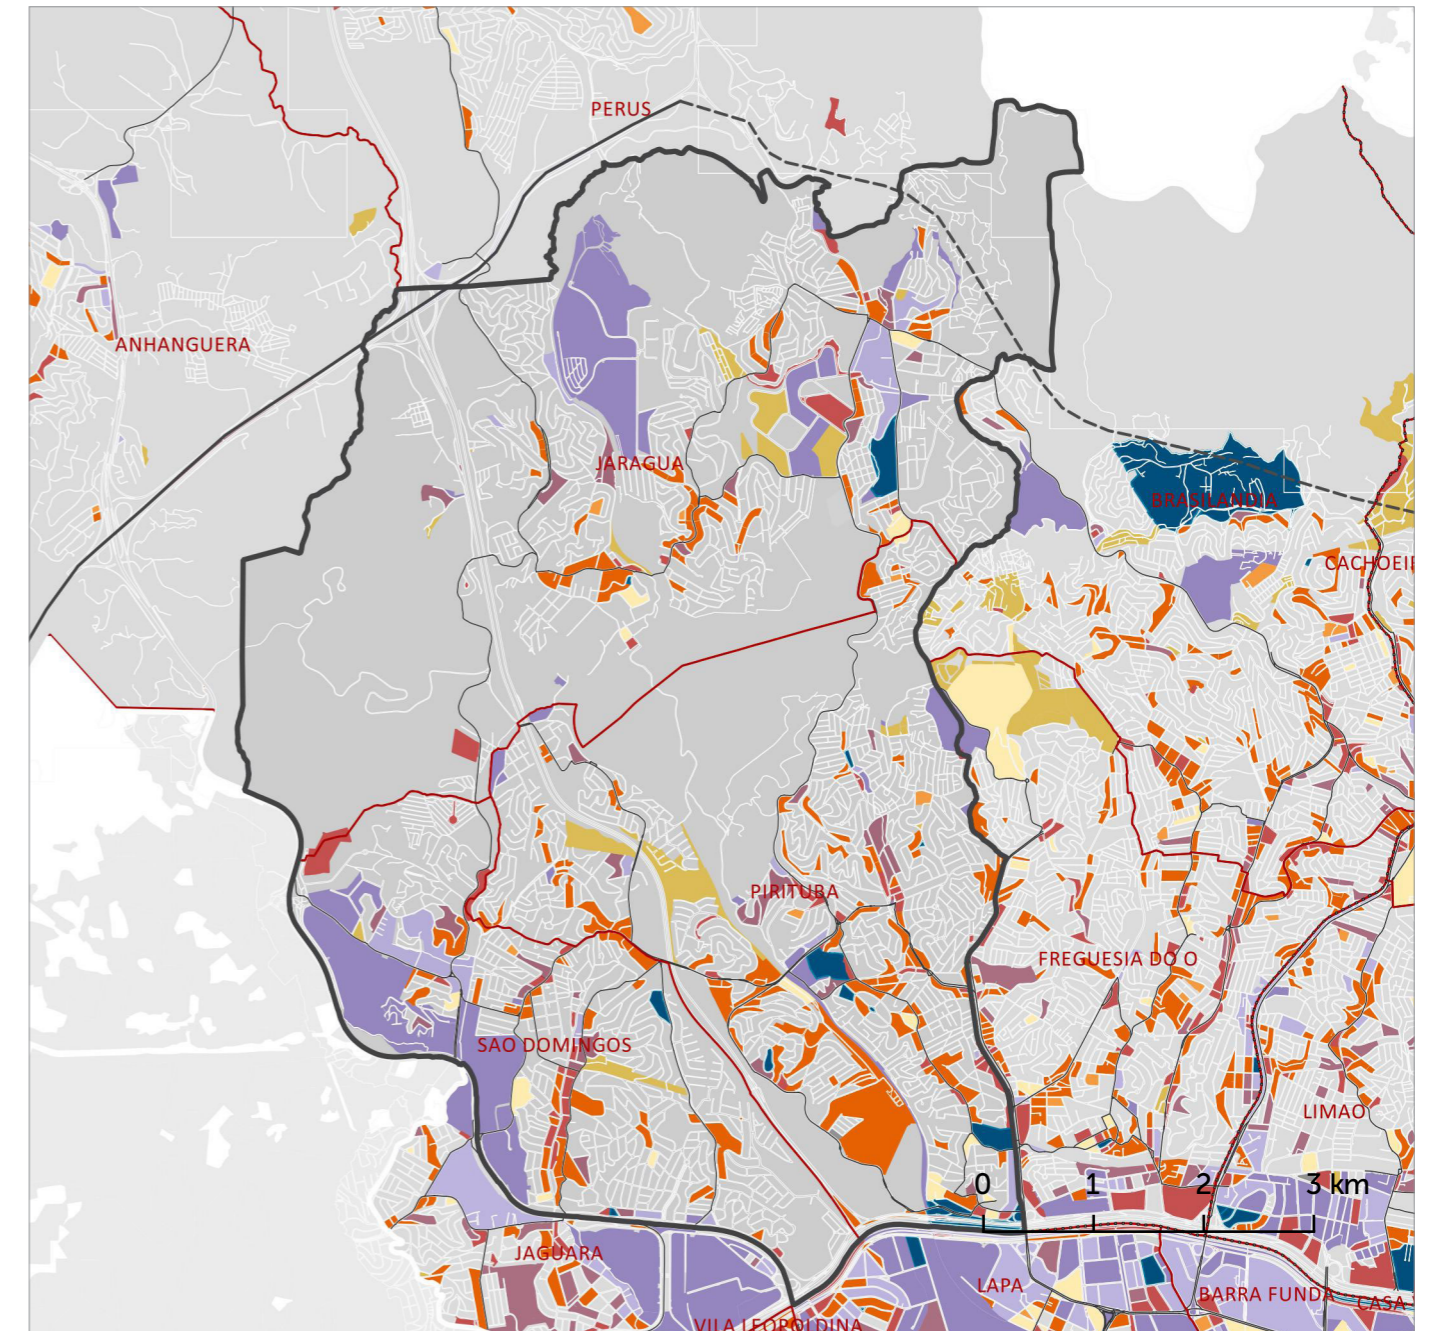 PERUS
ANHANGUERA
JARAGUA
BRASILANDIA
CACHOEI
PIRITUBA
FREGUESIA DO O
SAO DOMINGOS
LIMAO
0 1 2 3 km
JAGUARA
LAPA
BARRA FUNDA
CASA
VILA LEOPOLDINA